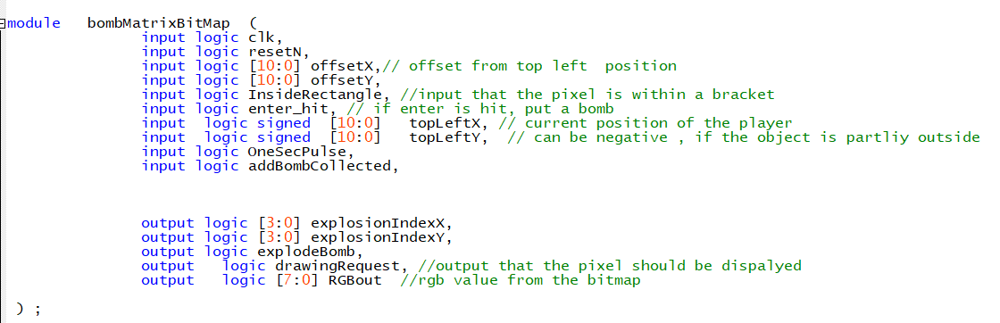 module   bombMatrixBitMap  (
input logic clk,
input logic resetN,
input logic [10:0] offsetX,// offset from top left  position
input logic [10:0] offsetY,
input logic InsideRectangle, //input that the pixel is within a bracket
input logic enter_hit, // if enter is hit, put a bomb
input  logic signed  [10:0]   topLeftX, // current position of the player
input  logic signed  [10:0]   topLeftY,  // can be negative , if the object is partliy outside
input logic OneSecPulse,
input logic addBombCollected,
output logic [3:0] explosionIndexX,
output logic [3:0] explosionIndexY,
output logic explodeBomb,
output   logic drawingRequest, //output that the pixel should be dispalyed
output   logic [7:0] RGBout  //rgb value from the bitmap
) ;